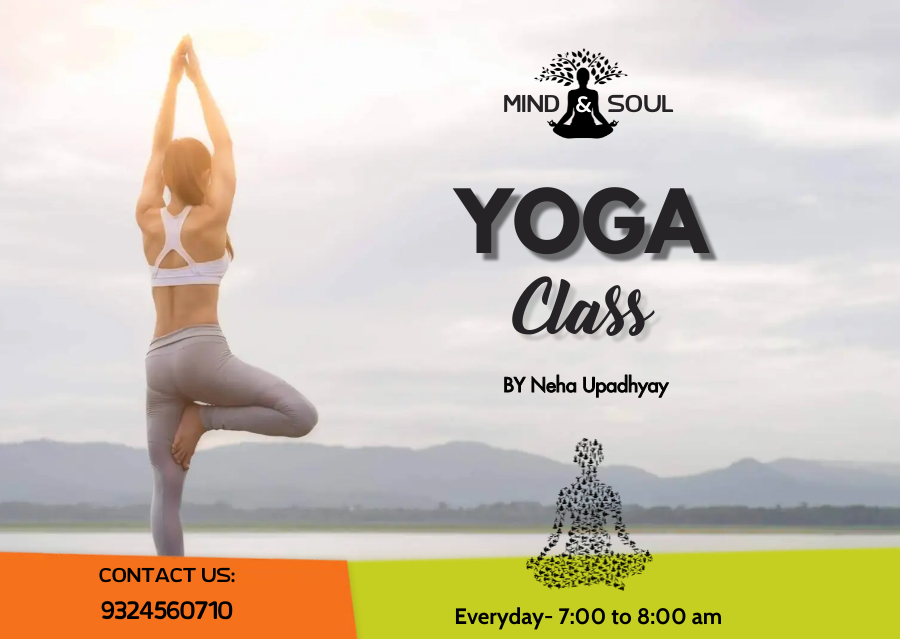 MIND & SOUL
YOGA
Class
BY Neha Upadhyay
CONTACT US:
9324560710
Everyday- 7:00 to 8:00 am